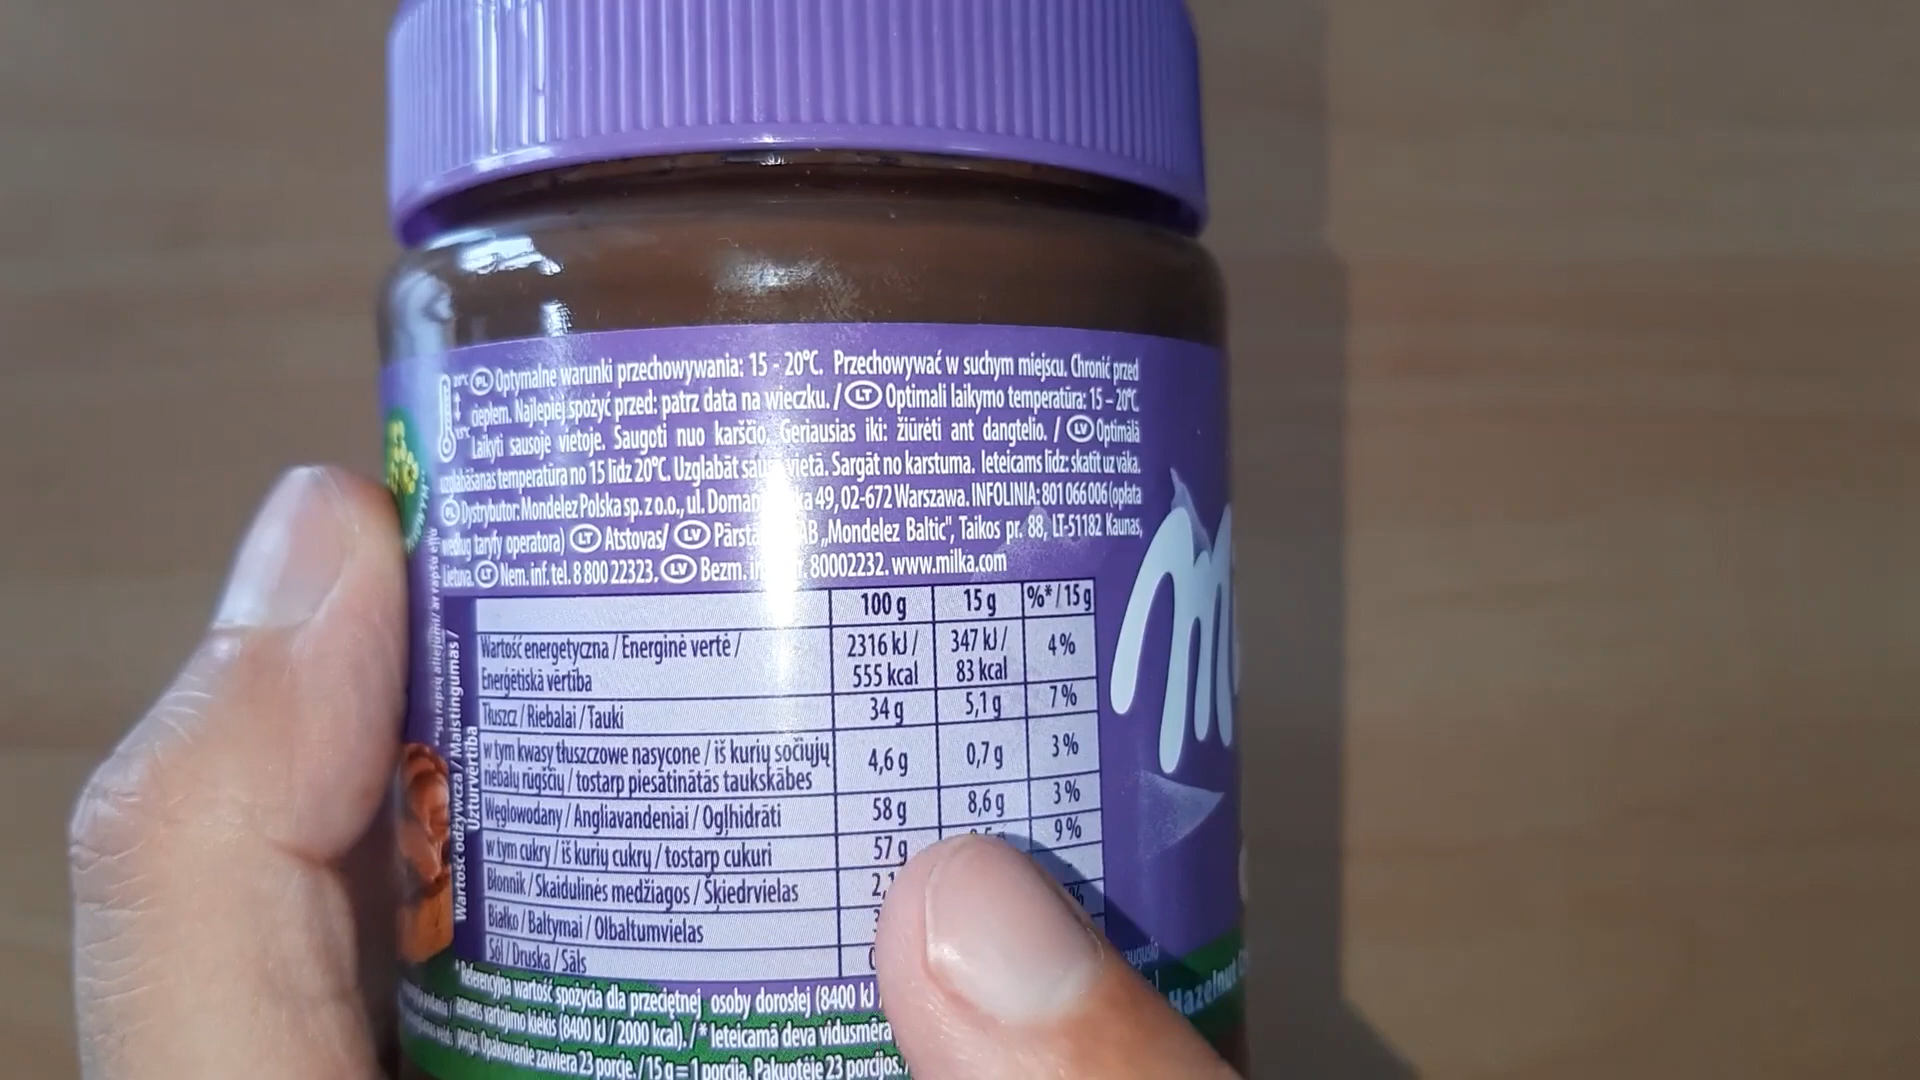 20°C PL Optymalne warunki przechowywania: 15 - 20°C. Przechowywać w suchym miejscu. Chronić przed
15°C ciepłem. Najlepiej spożyć przed: patrz data na wieczku. / LT Optimali laikymo temperatūra: 15 – 20°C.
Laikyti sausoje vietoje. Saugoti nuo karščio. Geriausias iki: žiūrėti ant dangtelio. / LV Optimālā
uzglabāšanas temperatūra no 15 līdz 20°C. Uzglabāt vietā. Sargāt no karstuma. Ieteicams līdz: skatīt uz vāka.
PL Dystrybutor: Mondelez Polska sp. z o.o., ul. 49, 02-672 Warszawa. INFOLINIA: 801 066 006 (opłata
według taryfy operatora) LT Atstovas/ LV „Mondelez Baltic", Taikos pr. 88, LT-51182 Kaunas,
Lietuva. LT Nem. inf. tel. 8 800 22323. LV Bezm. 80002232. www.milka.com
100 g 15 g %*/15 g
Wartość energetyczna / Energinė vertė / 2316 kJ / 347 kJ / 4 %
Enerģētiskā vērtība 555 kcal 83 kcal
Tłuszcz / Riebalai / Tauki 34 g 5,1 g 7 %
w tym kwasy tłuszczowe nasycone / iš kurių sočiųjų 4,6 g 0,7 g 3 %
riebalų rūgščių / tostarp piesātinātās taukskābes
Węglowodany / Angliavandeniai / Ogļhidrāti 58 g 8,6 g 3 %
w tym cukry / iš kurių cukrų / tostarp cukuri 57 g 9 %
Błonnik / Skaidulinės medžiagos / Šķiedrvielas
Białko / Baltymai / Olbaltumvielas
Sól / Druska / Sāls
Wartość odżywcza / Maistingumas /
Uzturvērtība
* Referencyjna wartość spożycia dla przeciętnej osoby dorosłej (8400 kJ /
vartojimo kiekis (8400 kJ / 2000 kcal). / * Ieteicamā deva
Opakowanie zawiera 23 porcje. / 15 g = 1 porcija. Pakuotėje 23 porcijos.
Hazelnut